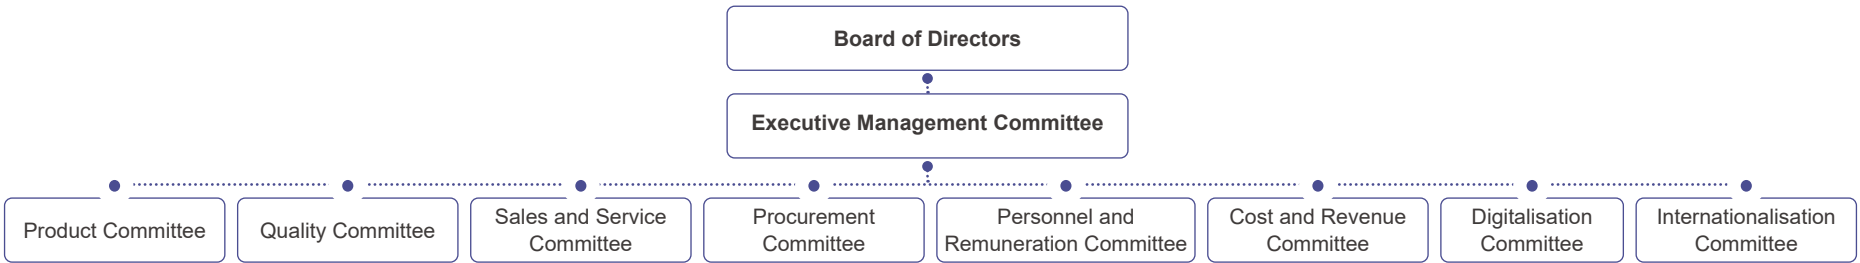 Board of Directors
Executive Management Committee
Product Committee
Quality Committee
Sales and Service
Committee
Procurement
Committee
Personnel and
Remuneration Committee
Cost and Revenue
Committee
Digitalisation
Committee
Internationalisation
Committee